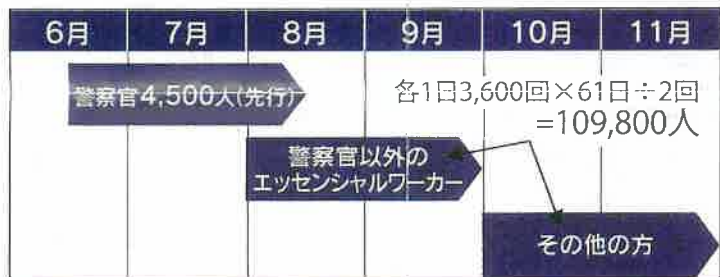 6月 7月 8月 9月 10月 11月
警察官4,500人(先行)
各1日3,600回×61日÷2回
=109,800人
警察官以外の
エッセンシャルワーカー
その他の方